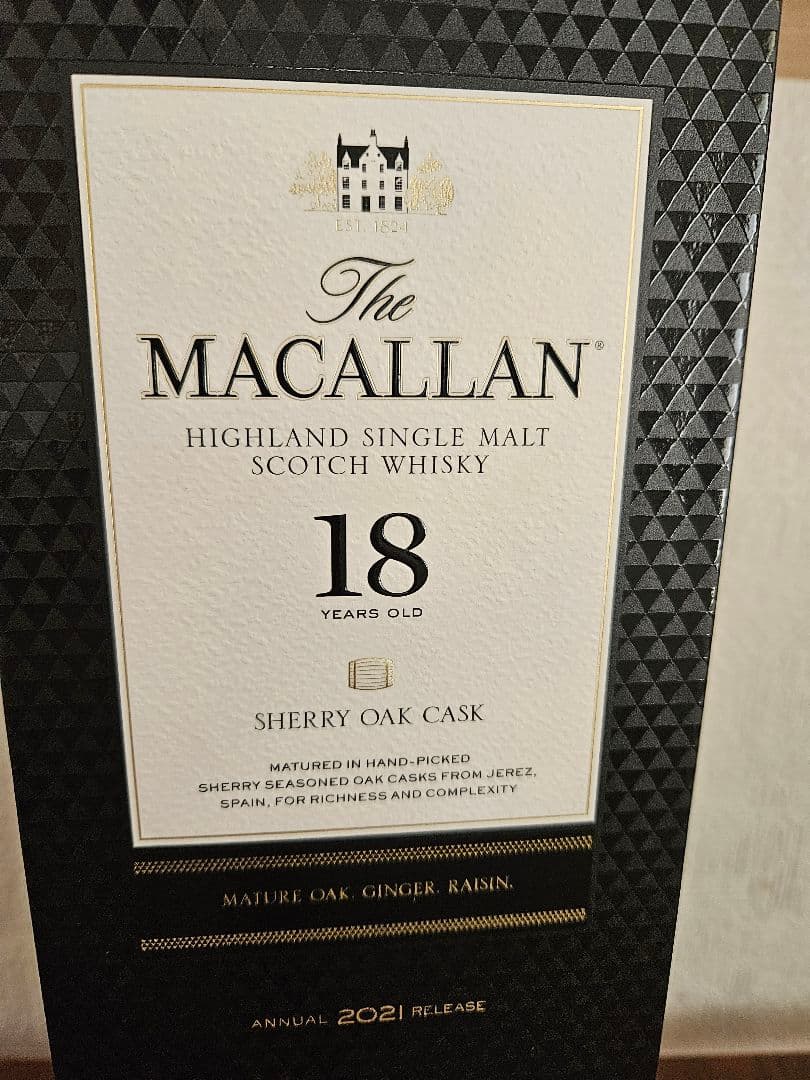 EST. 1824
The
MACALLAN®
HIGHLAND SINGLE MALT
SCOTCH WHISKY
18
YEARS OLD
SHERRY OAK CASK
MATURED IN HAND-PICKED
SHERRY SEASONED OAK CASKS FROM JEREZ,
SPAIN, FOR RICHNESS AND COMPLEXITY
MATURE OAK. GINGER. RAISIN.
ANNUAL 2021 RELEASE